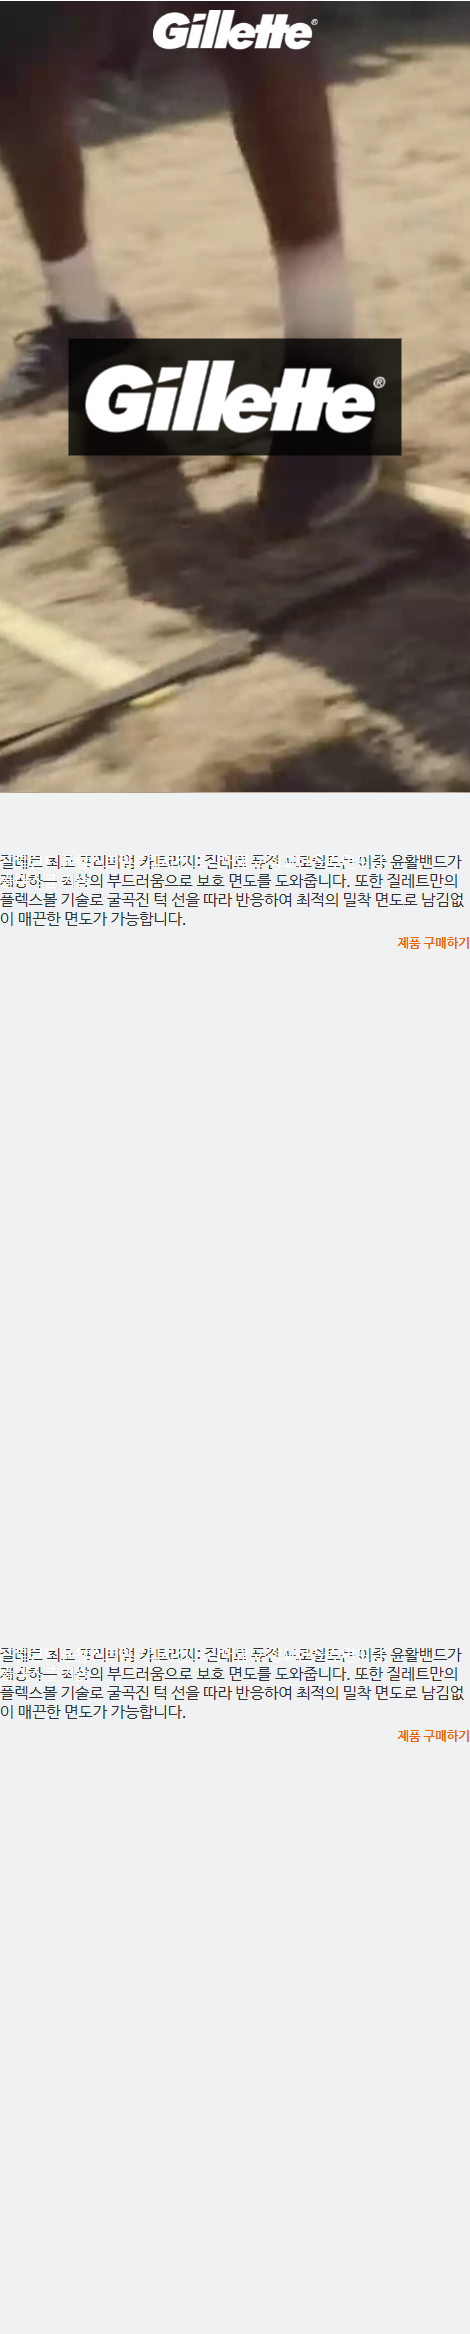 Gillette®
Gillette®
질레트 최고 프리미엄 카트리지: 질레트 퓨전 프로쉴드는 이중 윤활밴드가
제공하는 최상의 부드러움으로 보호 면도를 도와줍니다. 또한 질레트만의
플렉스볼 기술로 굴곡진 턱 선을 따라 반응하여 최적의 밀착 면도로 남김없
이 매끈한 면도가 가능합니다.
제품 구매하기
질레트 최고 프리미엄 카트리지: 질레트 퓨전 프로쉴드는 이중 윤활밴드가
제공하는 최상의 부드러움으로 보호 면도를 도와줍니다. 또한 질레트만의
플렉스볼 기술로 굴곡진 턱 선을 따라 반응하여 최적의 밀착 면도로 남김없
이 매끈한 면도가 가능합니다.
제품 구매하기